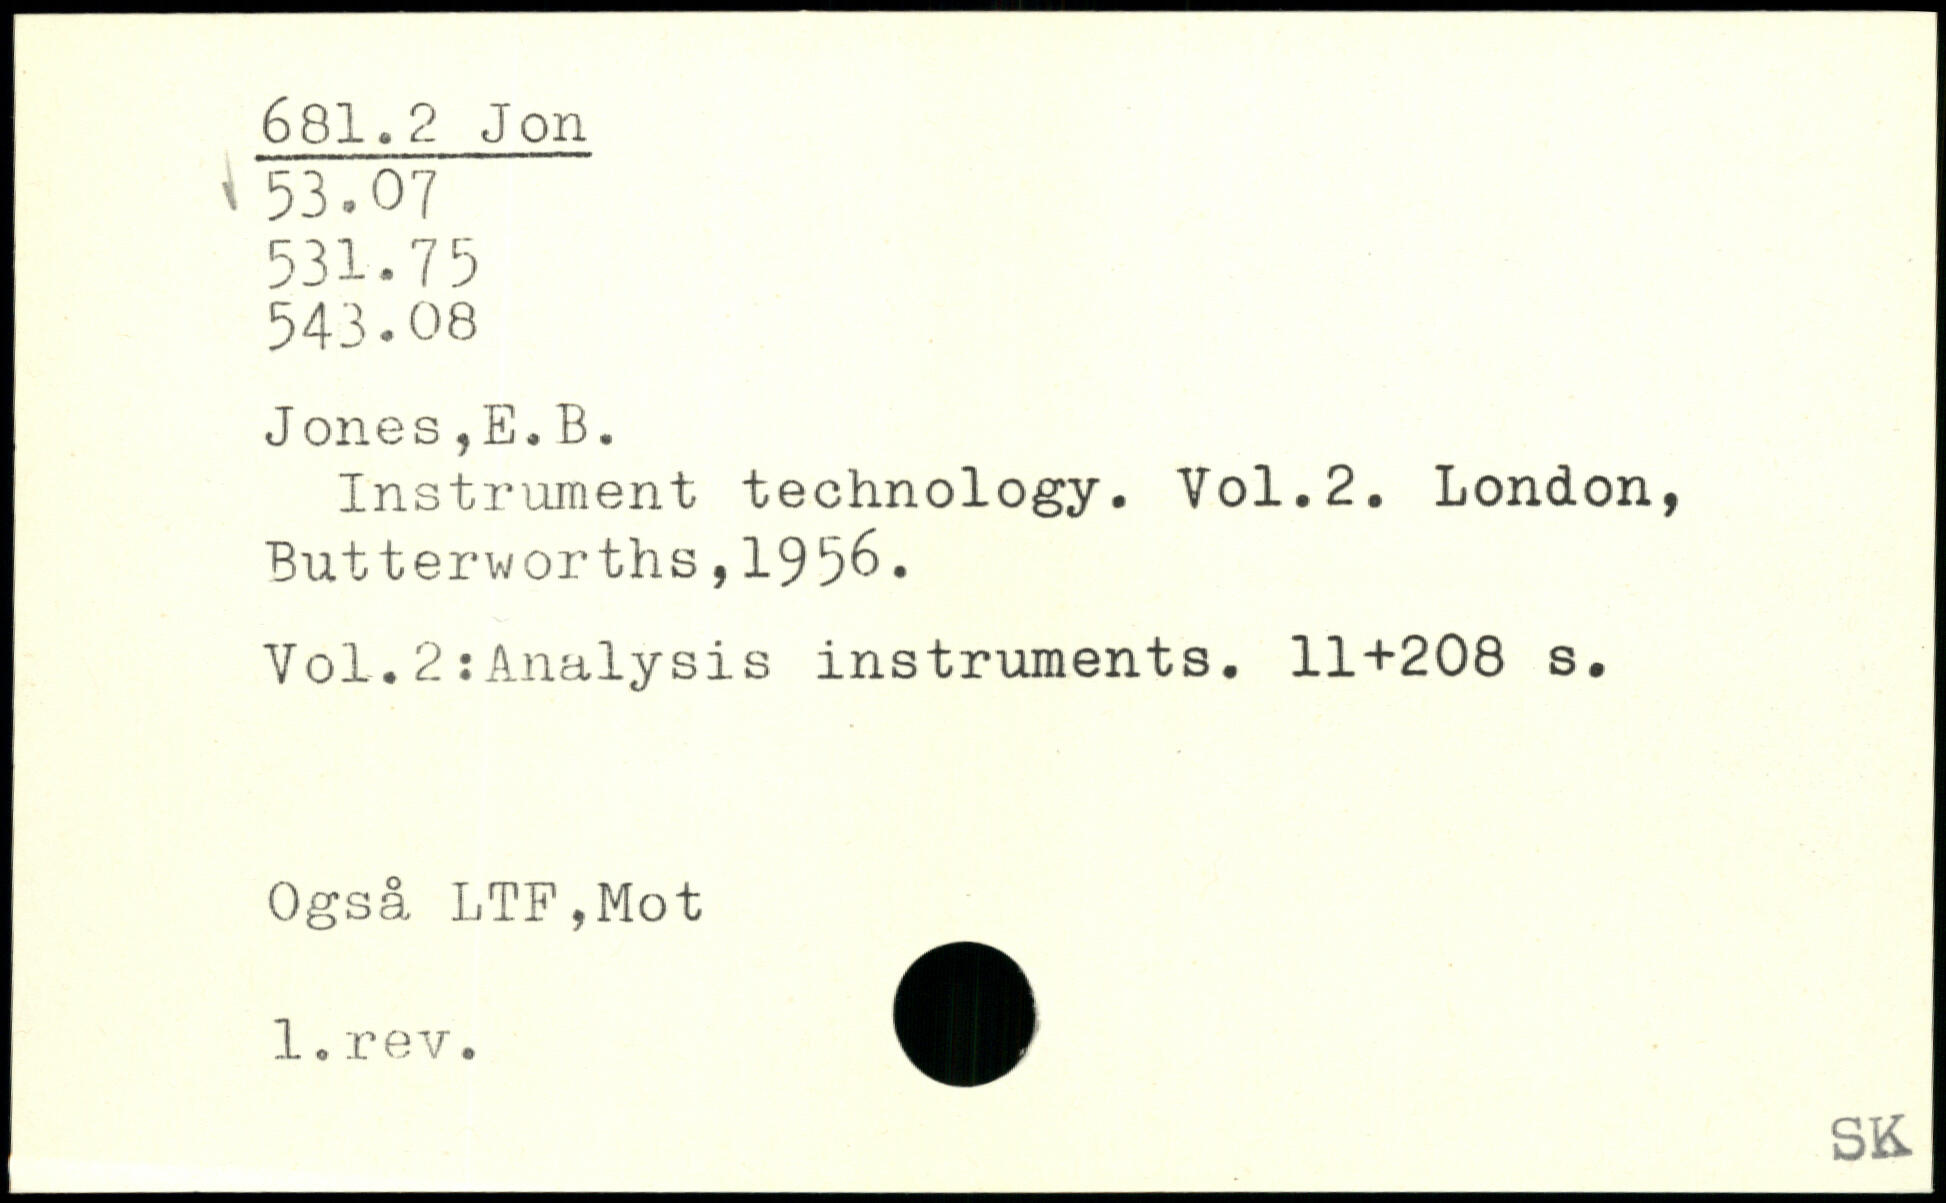 681.2 Jon
53.07
531.75
543.08
Jones,E.B.
Instrument technology. Vol.2. London,
Butterworths,1956.
Vol.2:Analysis instruments. 11+208 s.
Også LTF,Mot
1.rev.
SK